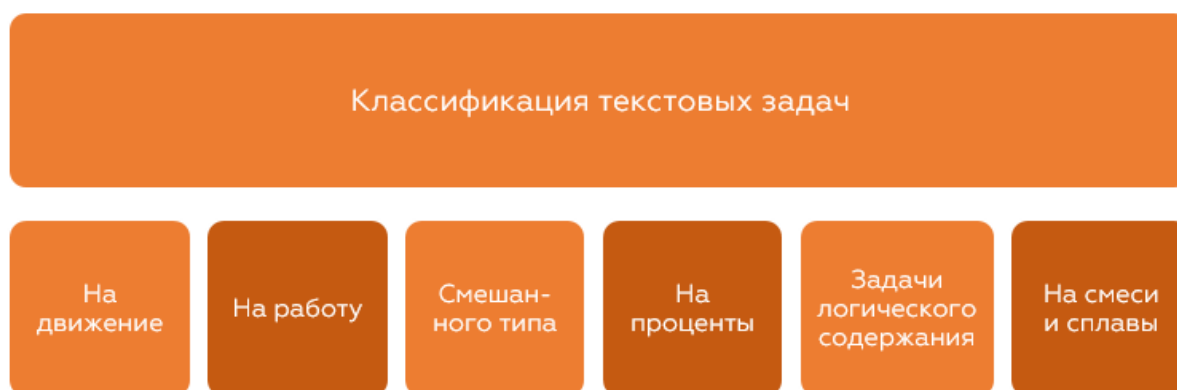 Классификация текстовых задач
На
движение
На работу
Смешан-
ного типа
На
проценты
Задачи
логического
содержания
На смеси
и сплавы